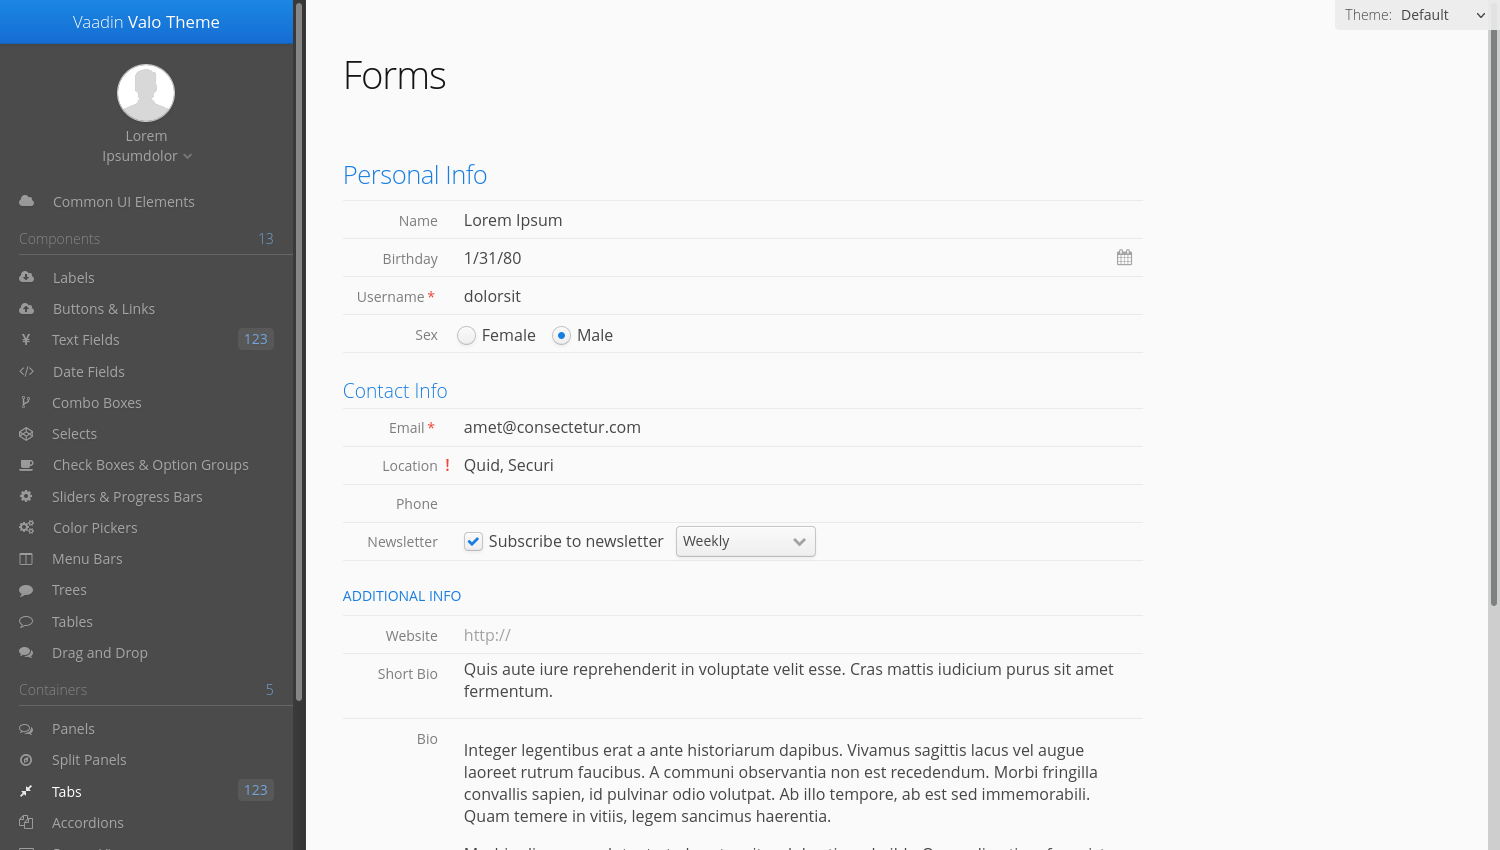 Vaadin Valo Theme
Lorem
Ipsumdolor
Common UI Elements
Components 13
Labels
Buttons & Links
Text Fields 123
Date Fields
Combo Boxes
Selects
Check Boxes & Option Groups
Sliders & Progress Bars
Color Pickers
Menu Bars
Trees
Tables
Drag and Drop
Containers 5
Panels
Split Panels
Tabs 123
Accordions
Theme: Default
Forms
Personal Info
Name Lorem Ipsum
Birthday 1/31/80
Username * dolorsit
Sex Female Male
Contact Info
Email * amet@consectetur.com
Location ! Quid, Securi
Phone
Newsletter Subscribe to newsletter Weekly
ADDITIONAL INFO
Website http://
Short Bio Quis aute iure reprehenderit in voluptate velit esse. Cras mattis iudicium purus sit amet
fermentum.
Bio
Integer legentibus erat a ante historiarum dapibus. Vivamus sagittis lacus vel augue
laoreet rutrum faucibus. A communi observantia non est recedendum. Morbi fringilla
convallis sapien, id pulvinar odio volutpat. Ab illo tempore, ab est sed immemorabili.
Quam temere in vitiis, legem sancimus haerentia.